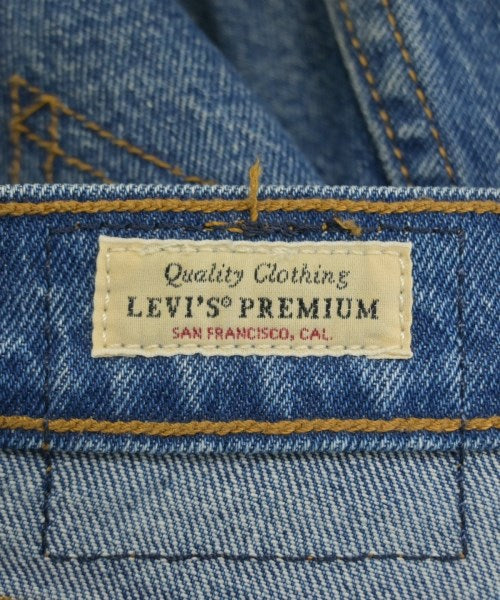 Quality Clothing
LEVI'S® PREMIUM
SAN FRANCISCO, CAL.